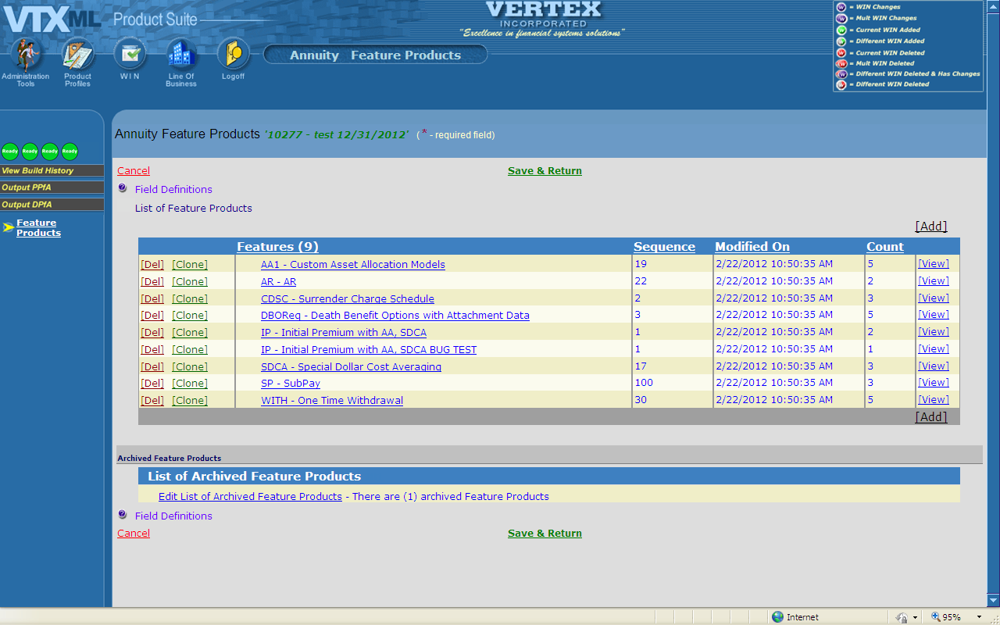 VTXML Product Suite
VERTEX
INCORPORATED
"Excellence in financial systems solutions"
W = WIN Changes
W = Mult WIN Changes
W = Current WIN Added
W = Different WIN Added
W = Current WIN Deleted
W = Mult WIN Deleted
W = Different WIN Deleted & Has Changes
W = Different WIN Deleted
Administration Tools
Product Profiles
WIN
Line Of Business
Logoff
Annuity Feature Products
Annuity Feature Products '10277 - test 12/31/2012' ( * - required field)
Ready Ready Ready Ready
View Build History
Output PPfA
Output DPfA
Feature Products
Cancel Save & Return
? Field Definitions
List of Feature Products
[Add]
Features (9) Sequence Modified On Count
[Del] [Clone] AA1 - Custom Asset Allocation Models 19 2/22/2012 10:50:35 AM 5 [View]
[Del] [Clone] AR - AR 22 2/22/2012 10:50:35 AM 2 [View]
[Del] [Clone] CDSC - Surrender Charge Schedule 2 2/22/2012 10:50:35 AM 3 [View]
[Del] [Clone] DBOReq - Death Benefit Options with Attachment Data 3 2/22/2012 10:50:35 AM 5 [View]
[Del] [Clone] IP - Initial Premium with AA, SDCA 1 2/22/2012 10:50:35 AM 2 [View]
[Del] [Clone] IP - Initial Premium with AA, SDCA BUG TEST 1 2/22/2012 10:50:35 AM 1 [View]
[Del] [Clone] SDCA - Special Dollar Cost Averaging 17 2/22/2012 10:50:35 AM 3 [View]
[Del] [Clone] SP - SubPay 100 2/22/2012 10:50:35 AM 3 [View]
[Del] [Clone] WITH - One Time Withdrawal 30 2/22/2012 10:50:35 AM 5 [View]
[Add]
Archived Feature Products
List of Archived Feature Products
Edit List of Archived Feature Products - There are (1) archived Feature Products
? Field Definitions
Cancel Save & Return
Internet 95%